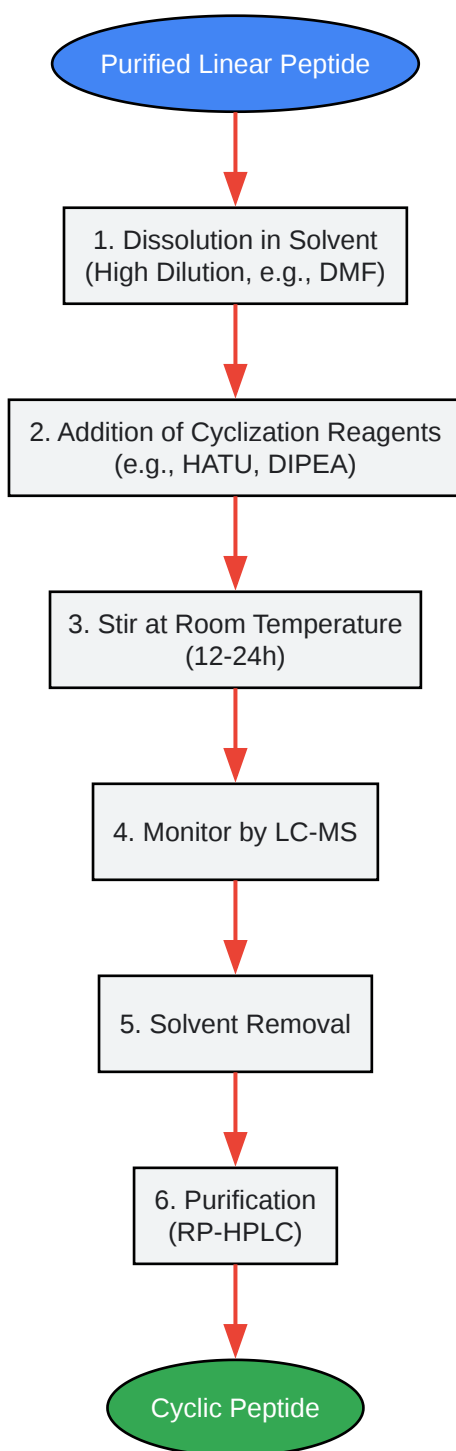 Purified Linear Peptide
1. Dissolution in Solvent
(High Dilution, e.g., DMF)
2. Addition of Cyclization Reagents
(e.g., HATU, DIPEA)
3. Stir at Room Temperature
(12-24h)
4. Monitor by LC-MS
5. Solvent Removal
6. Purification
(RP-HPLC)
Cyclic Peptide